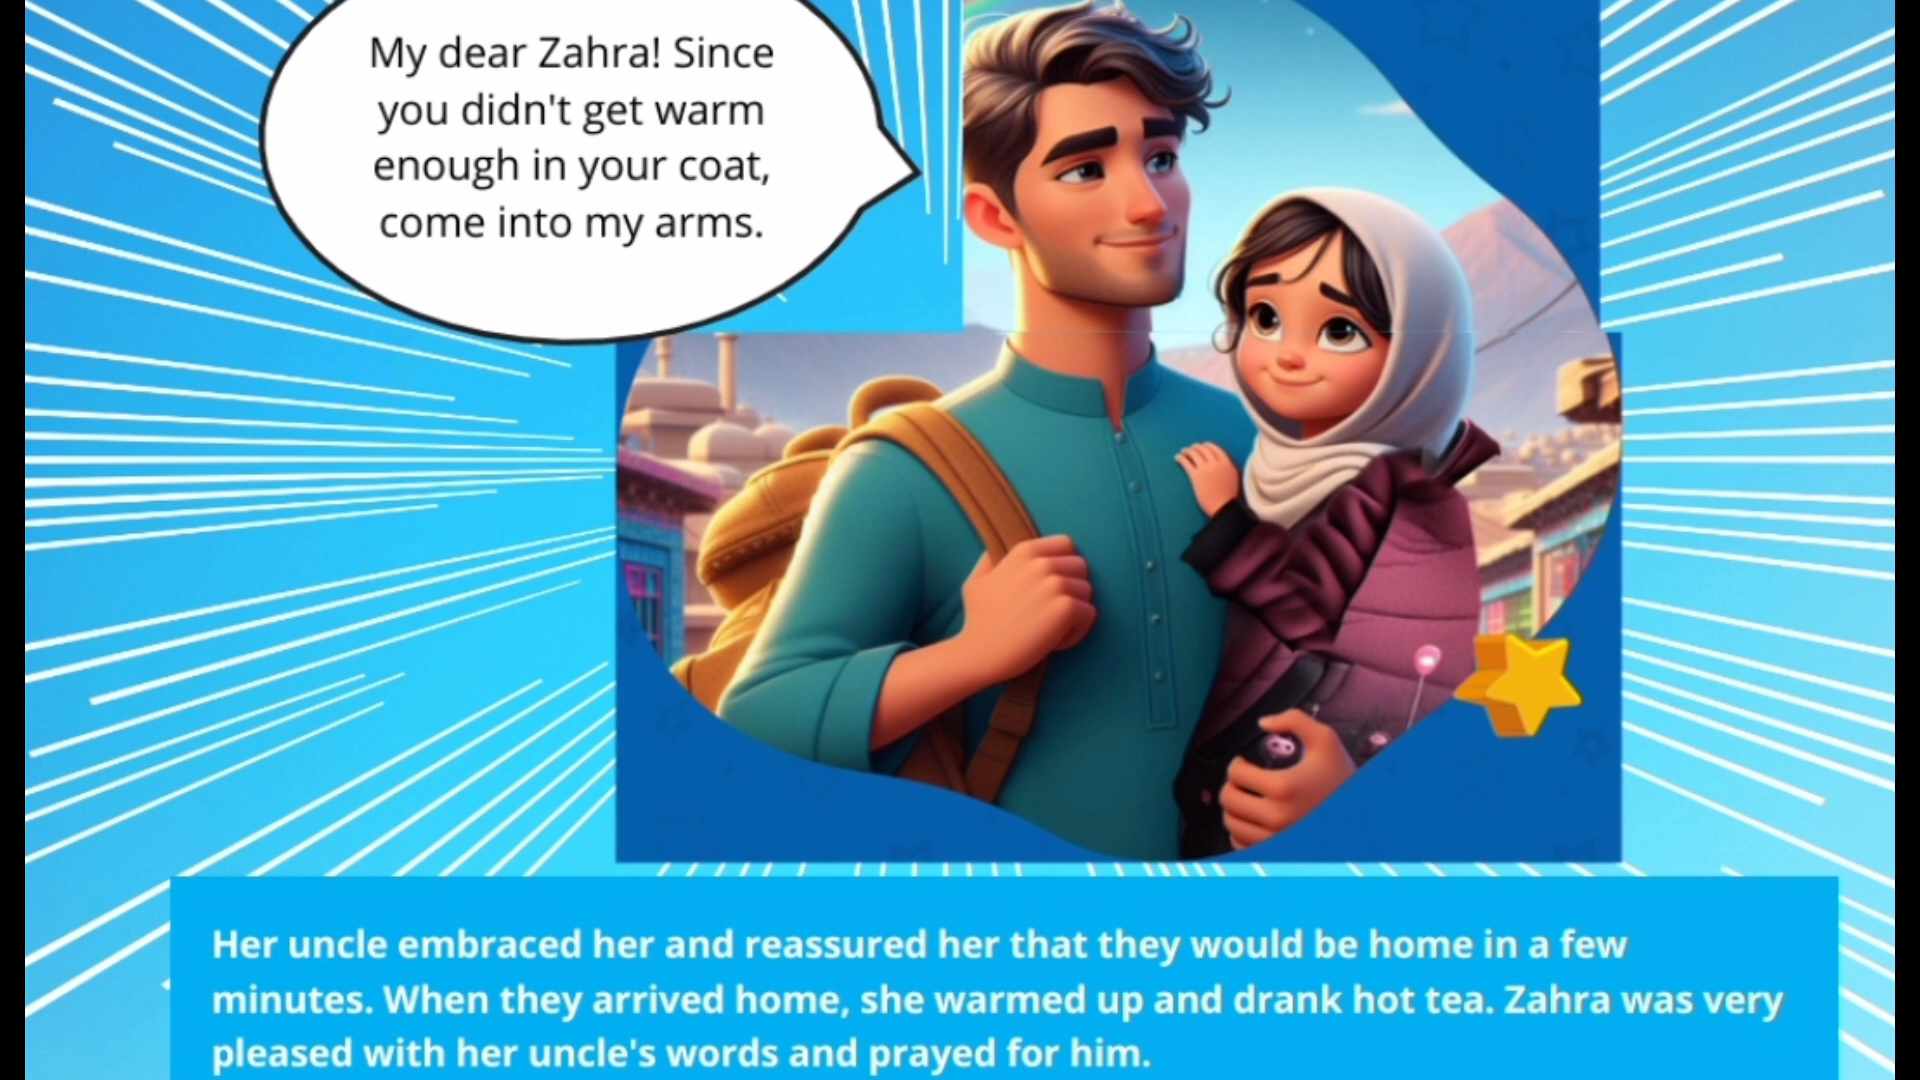 My dear Zahra! Since
you didn't get warm
enough in your coat,
come into my arms.
Her uncle embraced her and reassured her that they would be home in a few
minutes. When they arrived home, she warmed up and drank hot tea. Zahra was very
pleased with her uncle's words and prayed for him.